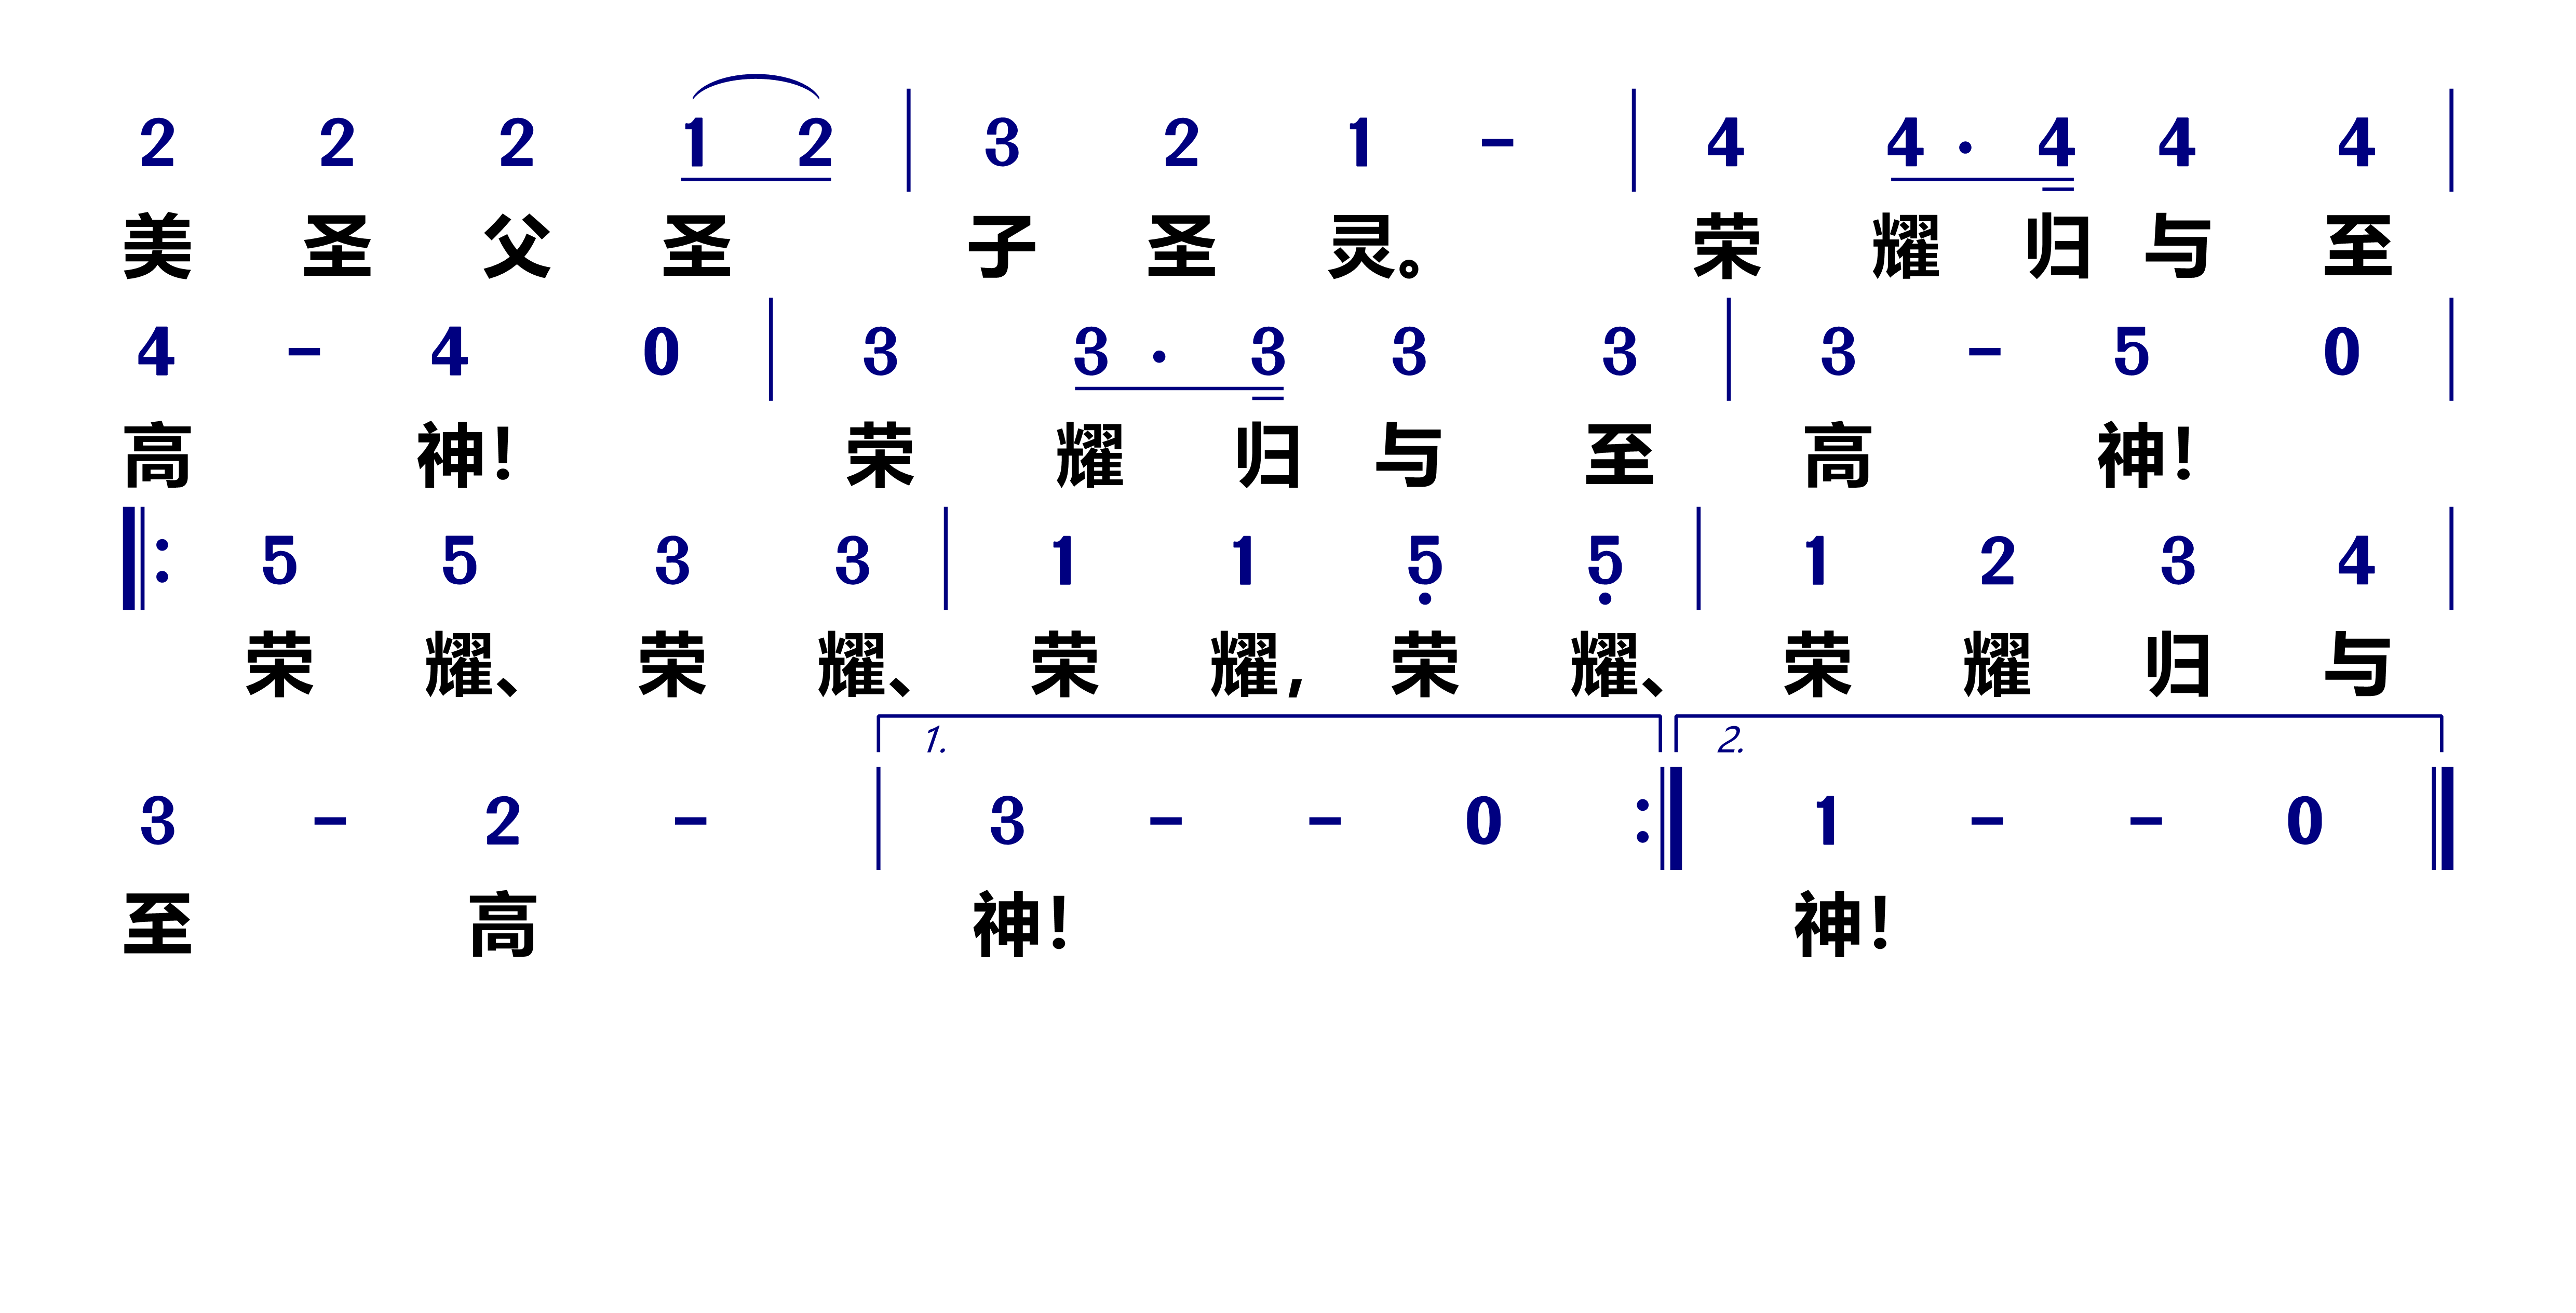 2 2 2 1 2 | 3 2 1 - | 4 4 · 4 4 4 |
美 圣 父 圣 子 圣 灵。 荣 耀 归 与 至
4 - 4 0 | 3 3 · 3 3 3 | 3 - 5 0 |
高 神! 荣 耀 归 与 至 高 神!
‖: 5 5 3 3 | 1 1 5̣ 5̣ | 1 2 3 4 |
荣 耀、 荣 耀、 荣 耀, 荣 耀、 荣 耀 归 与
1. 2.
3 - 2 - | 3 - - 0 :‖ 1 - - 0 ‖
至 高 神! 神!